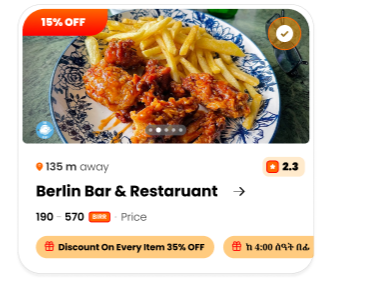 15% OFF
135 m away
2.3
Berlin Bar & Restaruant →
190 - 570 BIRR · Price
Discount On Every Item 35% OFF
ከ 4:00 ሰዓት በፊ